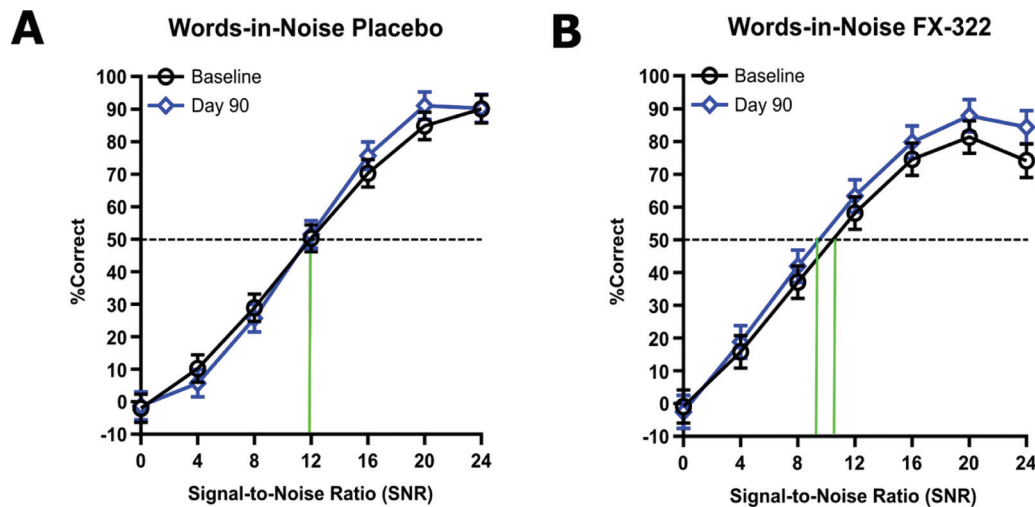 A
Words-in-Noise Placebo
Baseline
Day 90
100
90
80
70
60
50
40
30
20
10
0
-10
%Correct
0 4 8 12 16 20 24
Signal-to-Noise Ratio (SNR)
B
Words-in-Noise FX-322
Baseline
Day 90
100
90
80
70
60
50
40
30
20
10
0
-10
%Correct
0 4 8 12 16 20 24
Signal-to-Noise Ratio (SNR)